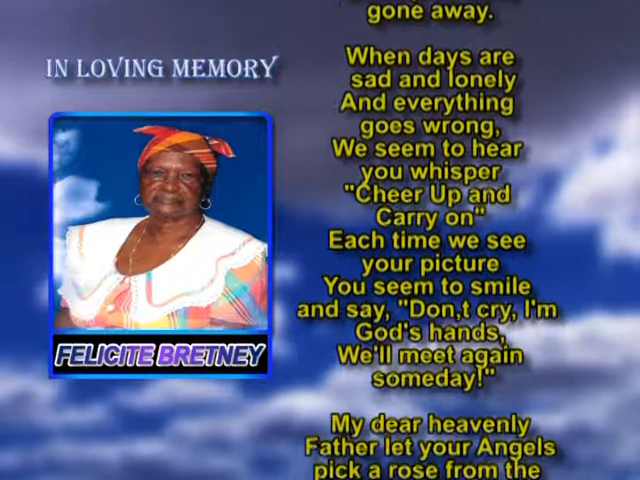 IN LOVING MEMORY
FELICITE BRETNEY
gone away.
When days are
sad and lonely
And everything
goes wrong,
We seem to hear
you whisper
"Cheer Up and
Carry on"
Each time we see
your picture
You seem to smile
and say, "Don,t cry, I'm
God's hands,
We'll meet again
someday!"
My dear heavenly
Father let your Angels
pick a rose from the